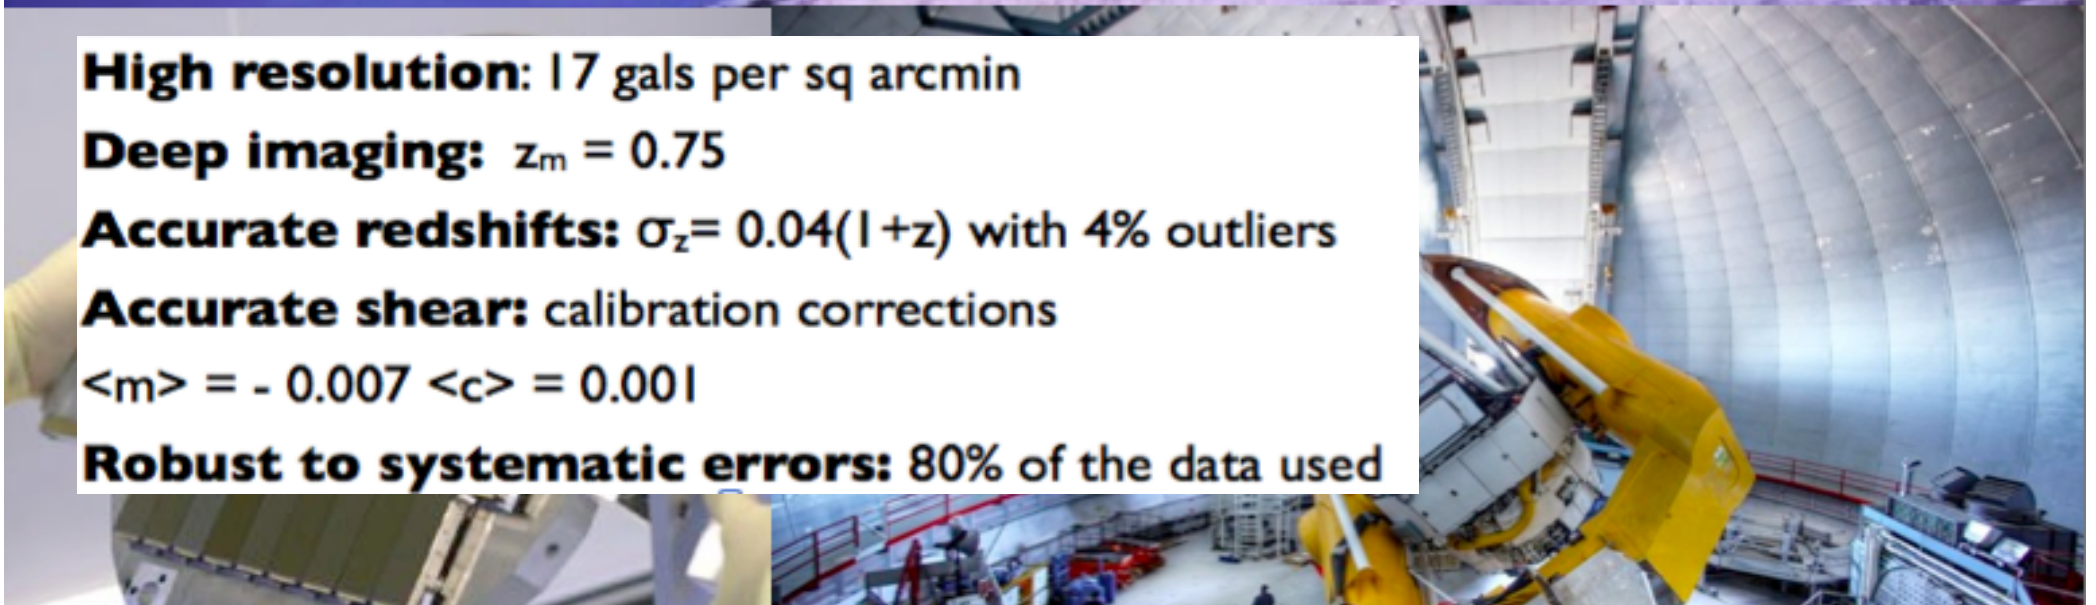 High resolution: 17 gals per sq arcmin
Deep imaging: zm = 0.75
Accurate redshifts: σz= 0.04(1+z) with 4% outliers
Accurate shear: calibration corrections
<m> = - 0.007 <c> = 0.001
Robust to systematic errors: 80% of the data used